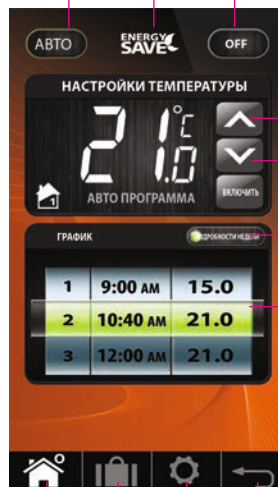 АВТО
ENERGY
SAVE
OFF
НАСТРОЙКИ ТЕМПЕРАТУРЫ
21.0°C
ВКЛЮЧИТЬ
1
АВТО ПРОГРАММА
ГРАФИК
ПОДРОБНОСТИ НЕДЕЛИ
1 9:00 AM 15.0
2 10:40 AM 21.0
3 12:00 AM 21.0